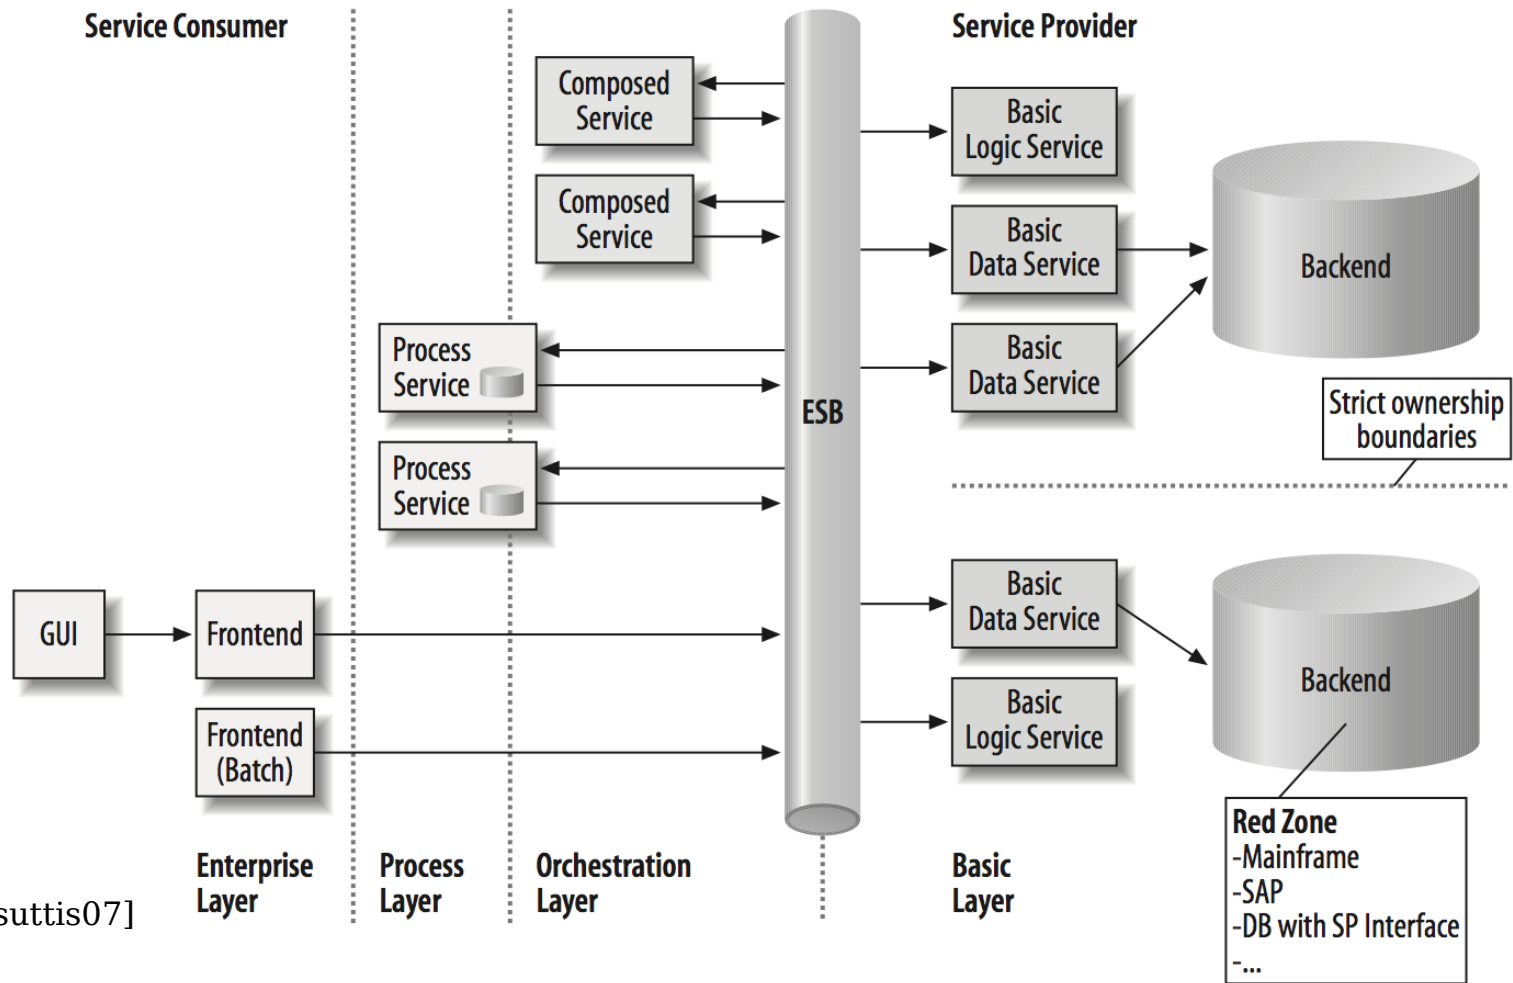 Service Consumer
Service Provider
Composed
Service
Composed
Service
Process
Service
Process
Service
GUI
Frontend
Frontend
(Batch)
ESB
Basic
Logic Service
Basic
Data Service
Basic
Data Service
Backend
Strict ownership
boundaries
Basic
Data Service
Basic
Logic Service
Backend
Red Zone
-Mainframe
-SAP
-DB with SP Interface
-...
Enterprise
Layer
Process
Layer
Orchestration
Layer
Basic
Layer
suttis07]